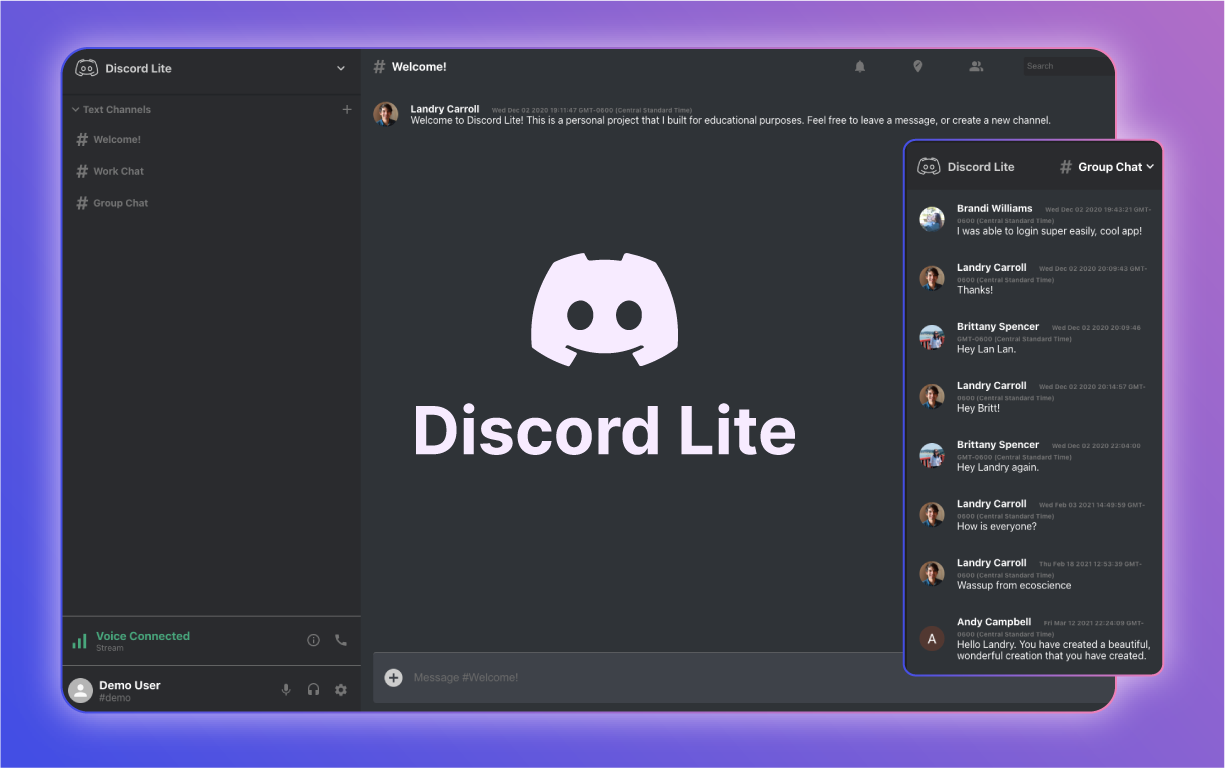 Discord Lite
Text Channels
# Welcome!
# Work Chat
# Group Chat
Voice Connected
Stream
Demo User
#demo
# Welcome!
Search
Landry Carroll Wed Dec 02 2020 19:11:47 GMT-0600 (Central Standard Time)
Welcome to Discord Lite! This is a personal project that I built for educational purposes. Feel free to leave a message, or create a new channel.
Discord Lite
Message #Welcome!
Discord Lite # Group Chat
Brandi Williams Wed Dec 02 2020 19:43:21 GMT-
0600 (Central Standard Time)
I was able to login super easily, cool app!
Landry Carroll Wed Dec 02 2020 20:09:43 GMT-
0600 (Central Standard Time)
Thanks!
Brittany Spencer Wed Dec 02 2020 20:09:46
GMT-0600 (Central Standard Time)
Hey Lan Lan.
Landry Carroll Wed Dec 02 2020 20:14:57 GMT-
0600 (Central Standard Time)
Hey Britt!
Brittany Spencer Wed Dec 02 2020 22:04:00
GMT-0600 (Central Standard Time)
Hey Landry again.
Landry Carroll Wed Feb 03 2021 14:49:59 GMT-
0600 (Central Standard Time)
How is everyone?
Landry Carroll Thu Feb 18 2021 12:53:39 GMT-
0600 (Central Standard Time)
Wassup from ecoscience
A
Andy Campbell Fri Mar 12 2021 22:24:09 GMT-
0600 (Central Standard Time)
Hello Landry. You have created a beautiful,
wonderful creation that you have created.